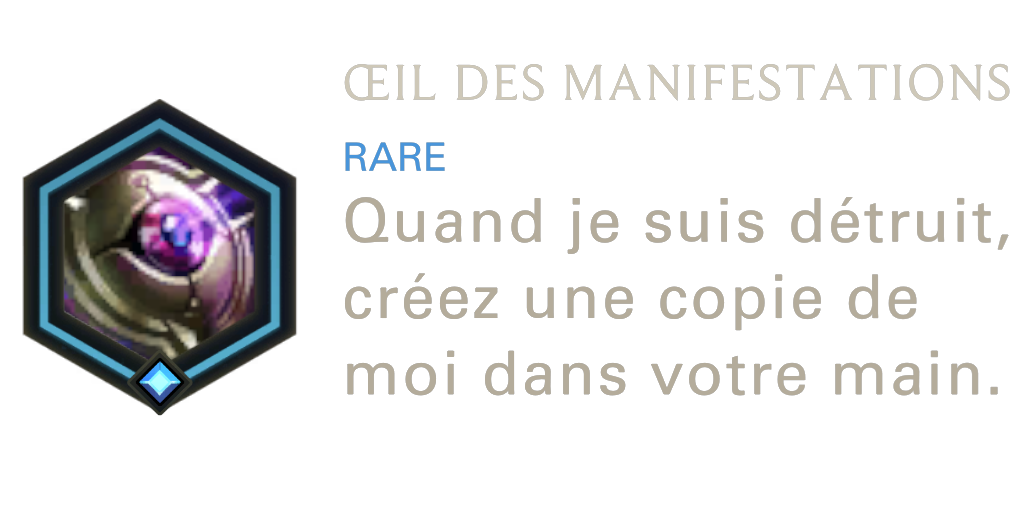 ŒIL DES MANIFESTATIONS
RARE
Quand je suis détruit,
créez une copie de
moi dans votre main.